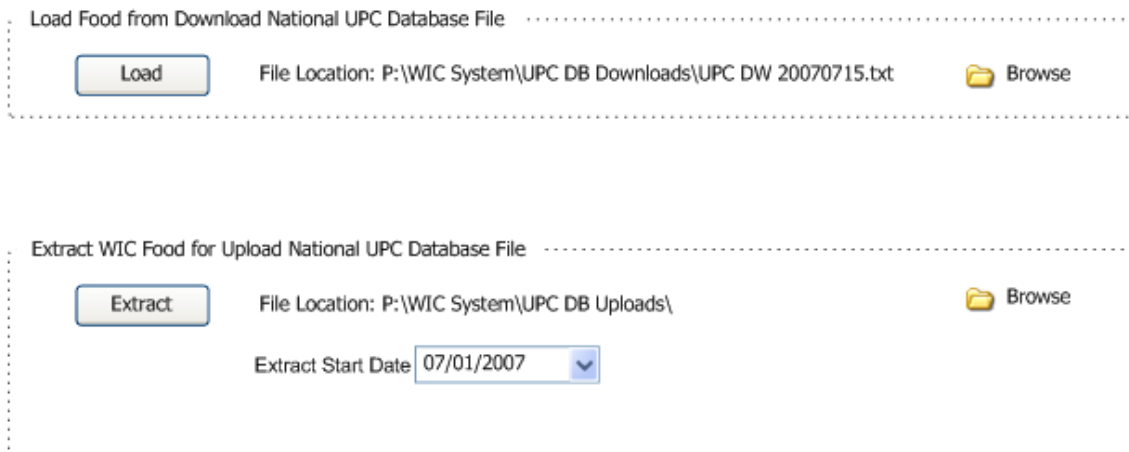 Load Food from Download National UPC Database File
Load File Location: P:\WIC System\UPC DB Downloads\UPC DW 20070715.txt Browse
Extract WIC Food for Upload National UPC Database File
Extract File Location: P:\WIC System\UPC DB Uploads\ Browse
Extract Start Date 07/01/2007